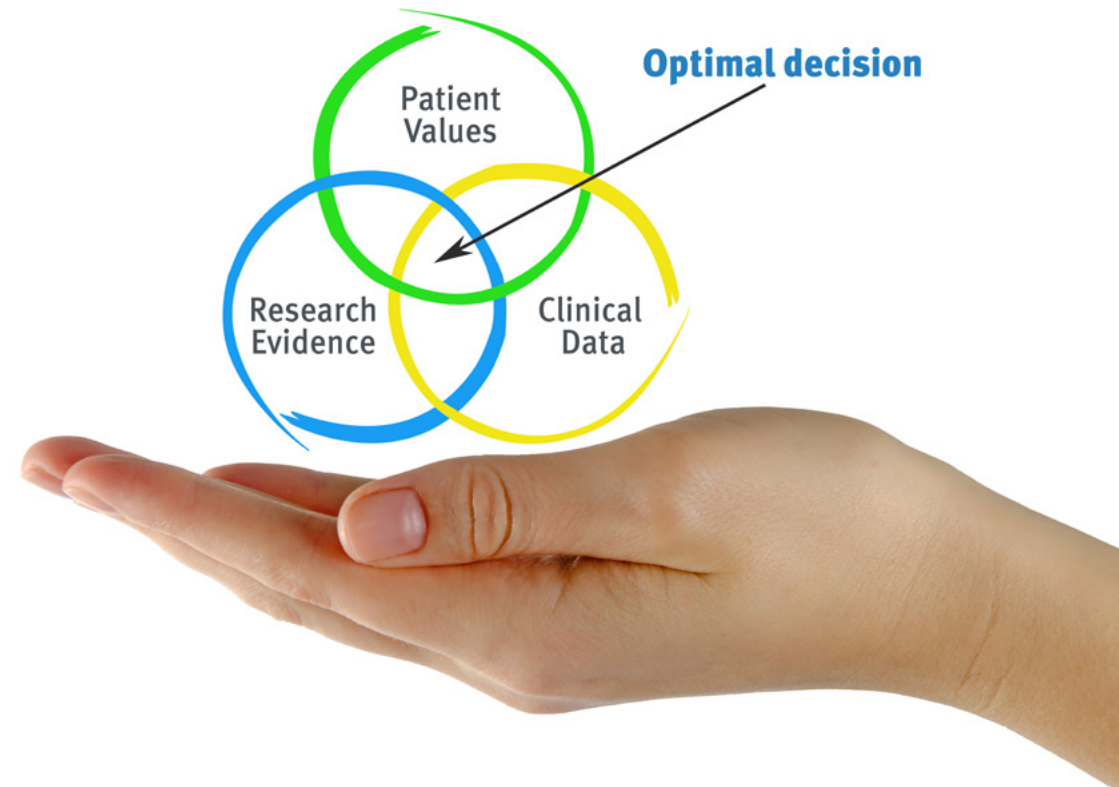 Optimal decision
Patient
Values
Research
Evidence
Clinical
Data